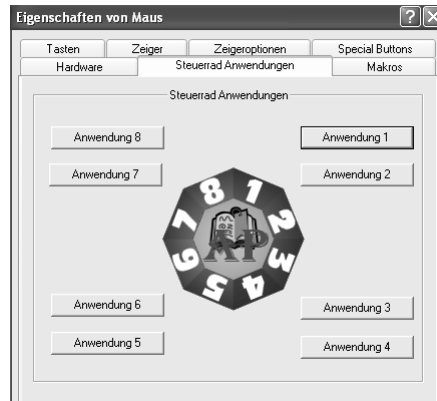 Eigenschaften von Maus
Tasten Zeiger Zeigeroptionen Special Buttons
Hardware Steuerrad Anwendungen Makros
Steuerrad Anwendungen
Anwendung 8 Anwendung 1
Anwendung 7 Anwendung 2
8 1
7 2
AP
6 3
5 4
Anwendung 6 Anwendung 3
Anwendung 5 Anwendung 4